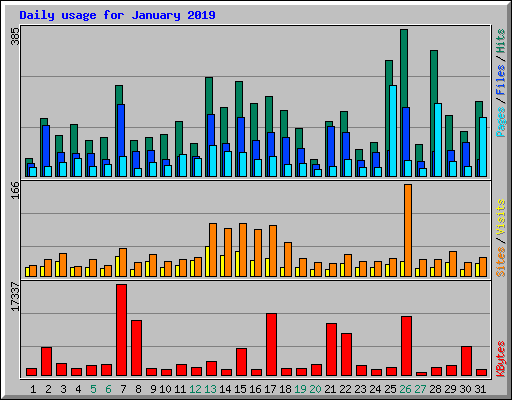 Daily usage for January 2019
385
Pages / Files / Hits
166
Sites / Visits
17337
KBytes
1 2 3 4 5 6 7 8 9 10 11 12 13 14 15 16 17 18 19 20 21 22 23 24 25 26 27 28 29 30 31